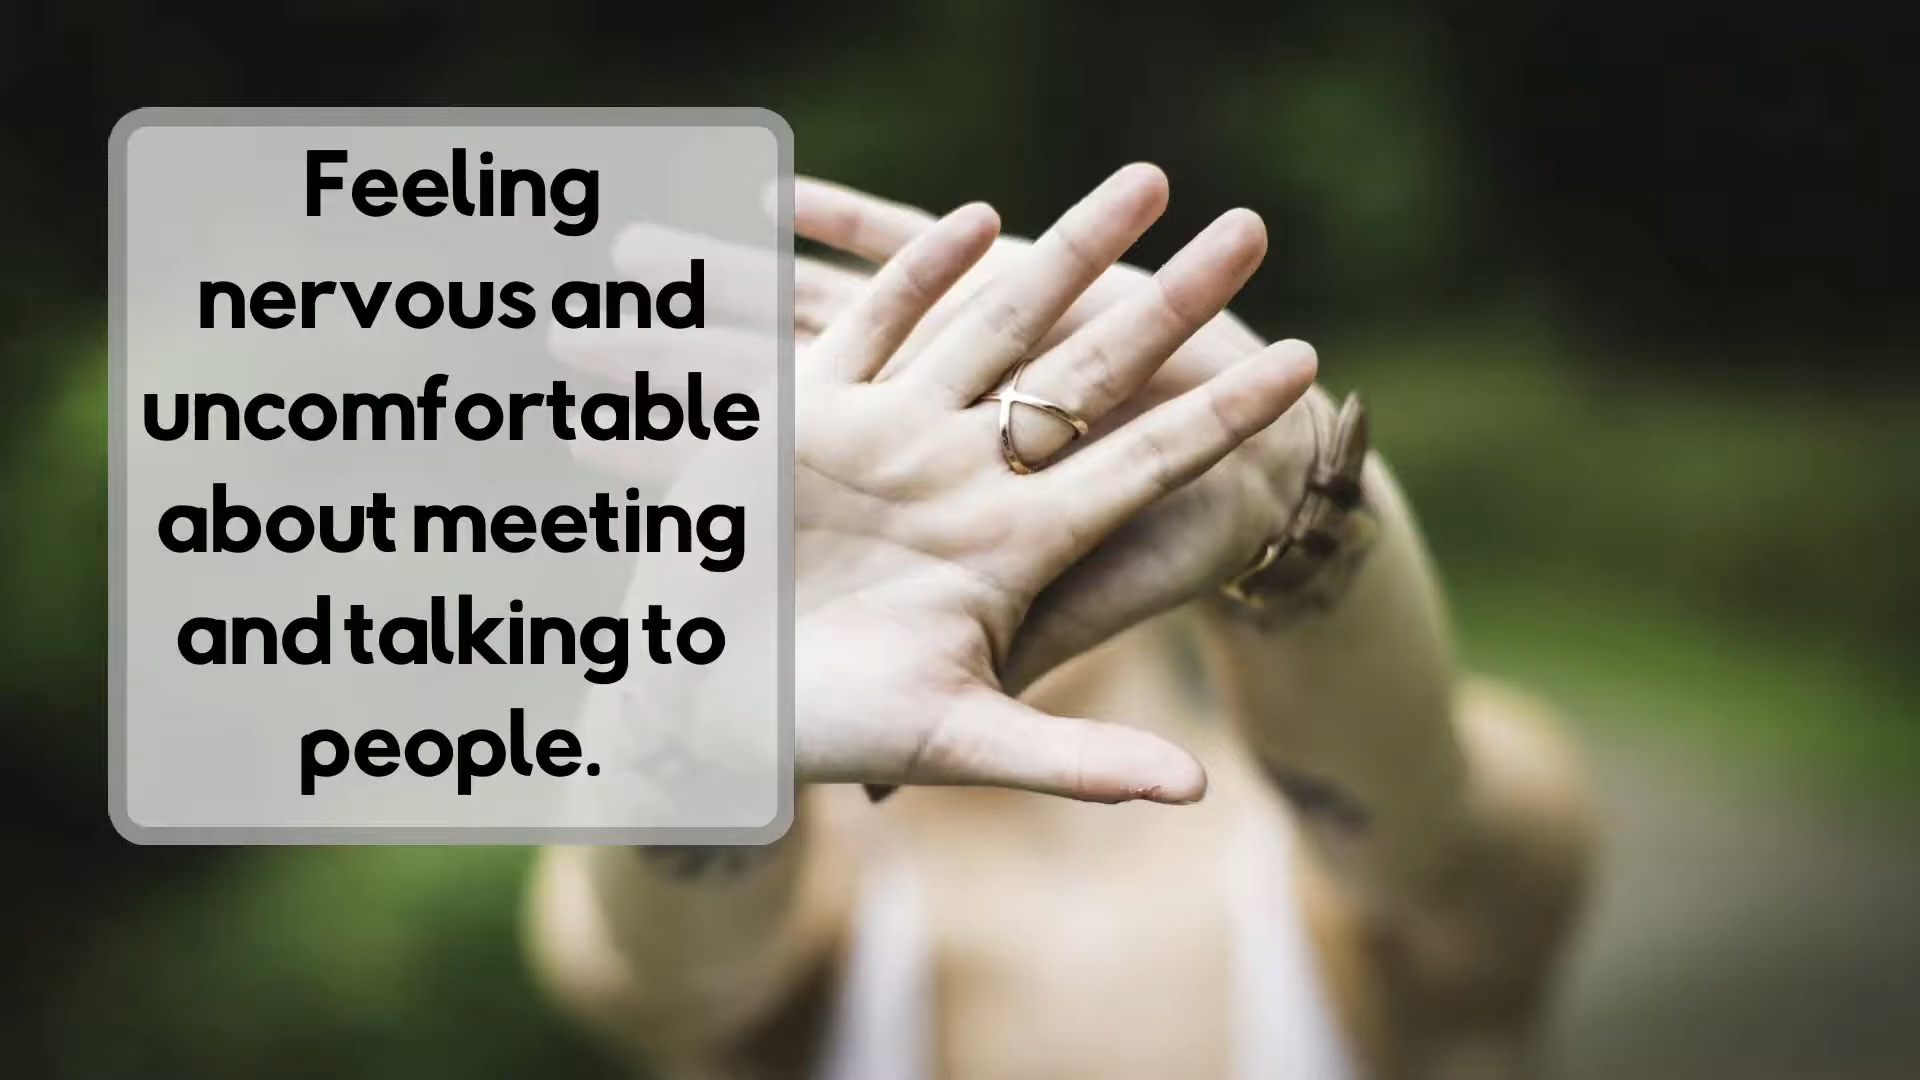 Feeling
nervous and
uncomfortable
about meeting
and talking to
people.